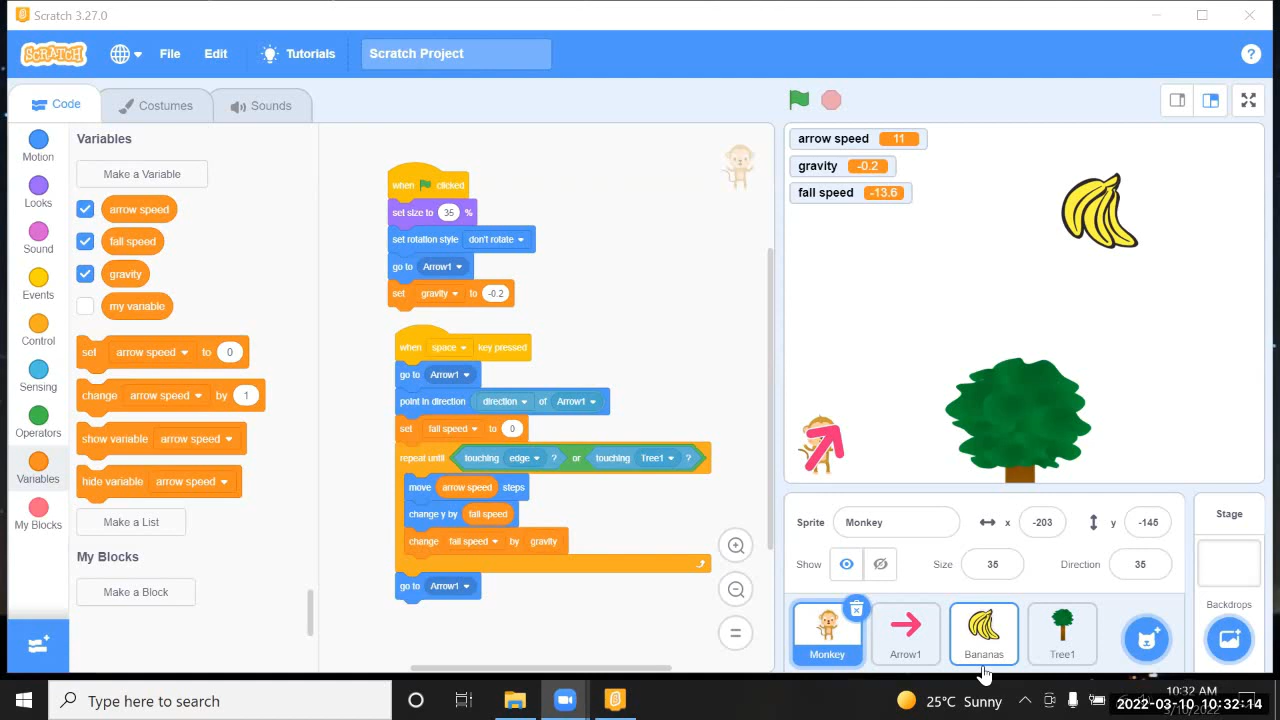 Scratch 3.27.0
SCRATCH File Edit Tutorials Scratch Project ?
Code Costumes Sounds
Motion
Looks
Sound
Events
Control
Sensing
Operators
Variables
My Blocks
Variables
Make a Variable
arrow speed
fall speed
gravity
my variable
set arrow speed to 0
change arrow speed by 1
show variable arrow speed
hide variable arrow speed
Make a List
My Blocks
Make a Block
when clicked
set size to 35 %
set rotation style don't rotate
go to Arrow1
set gravity to -0.2
when space key pressed
go to Arrow1
point in direction direction of Arrow1
set fall speed to 0
repeat until touching edge ? or touching Tree1 ?
move arrow speed steps
change y by fall speed
change fall speed by gravity
go to Arrow1
arrow speed 11
gravity -0.2
fall speed -13.6
Sprite Monkey x -203 y -145
Show Size 35 Direction 35
Monkey Arrow1 Bananas Tree1
Stage
Backdrops
Type here to search
25°C Sunny
10:32 AM
2022-03-10 10:32:14